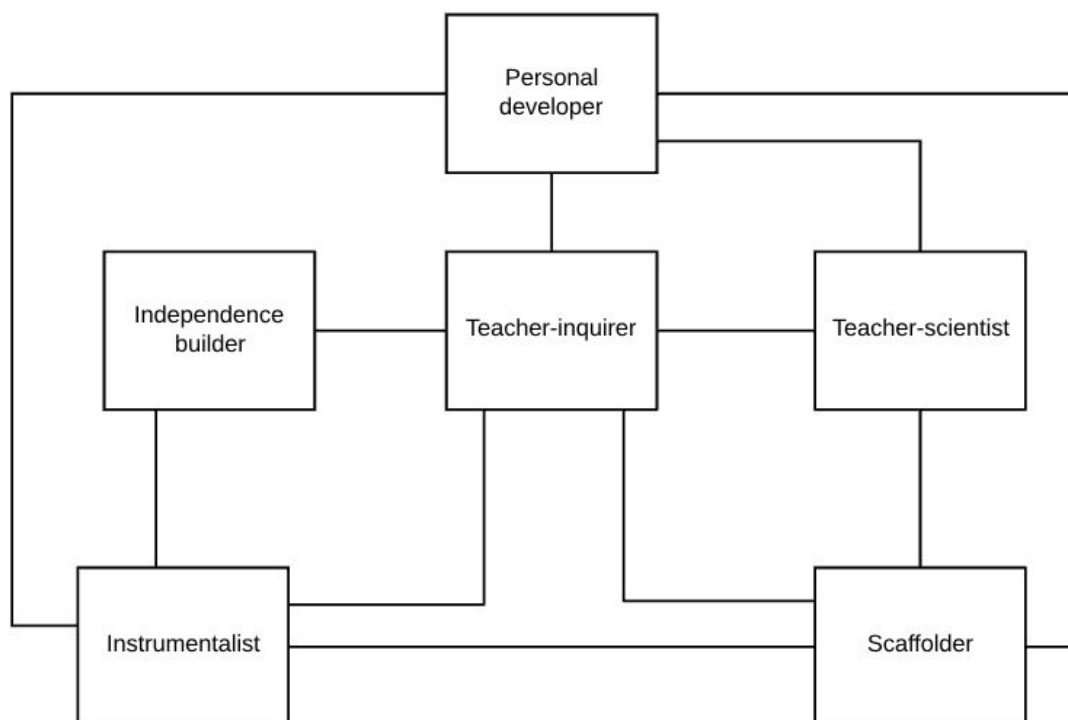 Personal
developer
Independence
builder
Teacher-inquirer
Teacher-scientist
Instrumentalist
Scaffolder